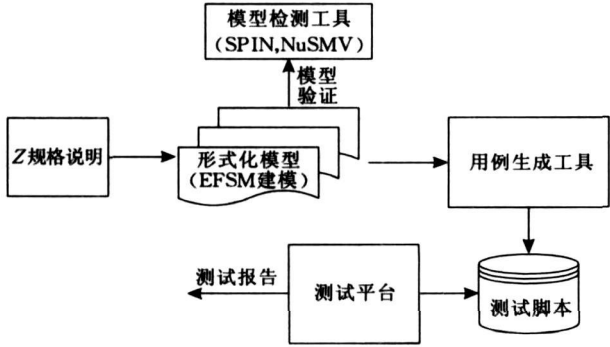 模型检测工具
(SPIN,NuSMV)
模型
验证
Z规格说明
形式化模型
(EFSM建模)
用例生成工具
测试报告
测试平台
测试脚本